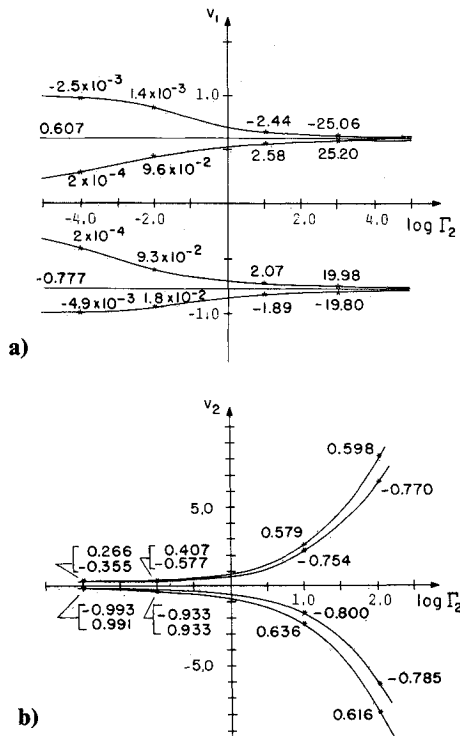 v₁
1.0
-2.5x10⁻³ 1.4x10⁻³ -2.44 -25.06
0.607
2x10⁻⁴ 9.6x10⁻² 2.58 25.20
-4.0 -2.0 2.0 4.0 log Γ₂
2x10⁻⁴ 9.3x10⁻² 2.07 19.98
-0.777
-4.9x10⁻³ 1.8x10⁻² -1.89 -19.80
-1.0
a)
v₂
0.598
-0.770
5.0
0.579
-0.754
0.266 0.407
-0.355 -0.577
1.0 2.0 log Γ₂
-0.993 -0.933 -0.800
0.991 0.933 0.636
-5.0
-0.785
0.616
b)